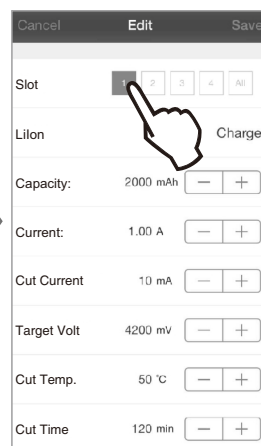 Cancel Edit Save
Slot 1 2 3 4 All
LiIon Charge
Capacity: 2000 mAh − +
Current: 1.00 A − +
Cut Current 10 mA − +
Target Volt 4200 mV − +
Cut Temp. 50 °C − +
Cut Time 120 min − +